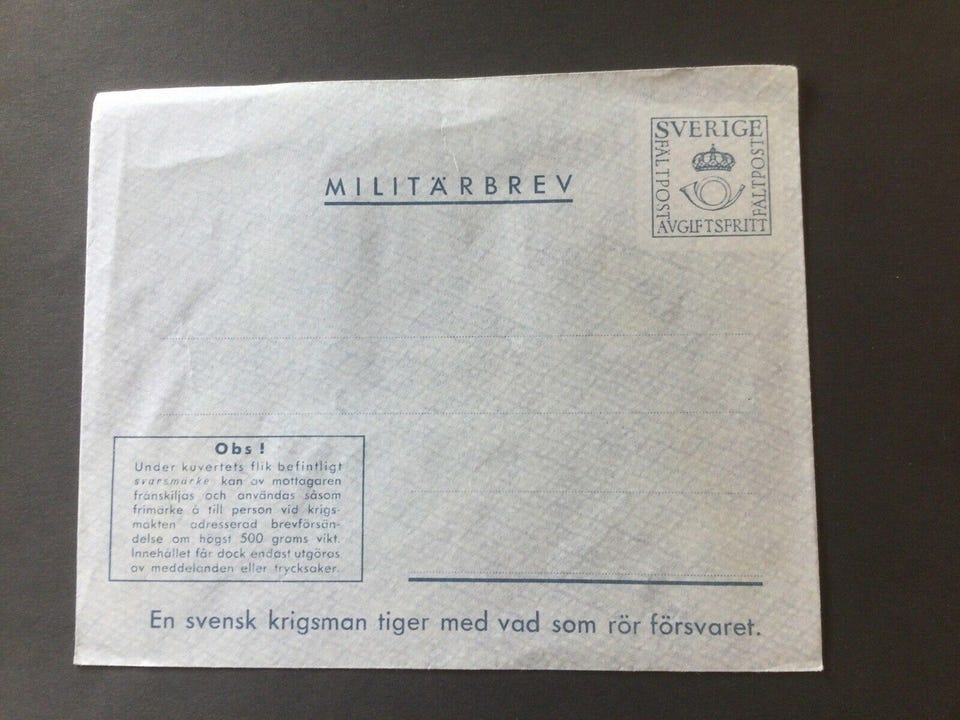 MILITÄRBREV
SVERIGE
FÄLTPOST
FÄLTPOST
AVGIFTSFRITT
Obs !
Under kuvertets flik befintligt
svarsmärke kan av mottagaren
frånskiljas och användas såsom
frimärke å till person vid krigs-
makten adresserad brevförsän-
delse om högst 500 grams vikt.
Innehållet får dock endast utgöras
av meddelanden eller trycksaker.
En svensk krigsman tiger med vad som rör försvaret.